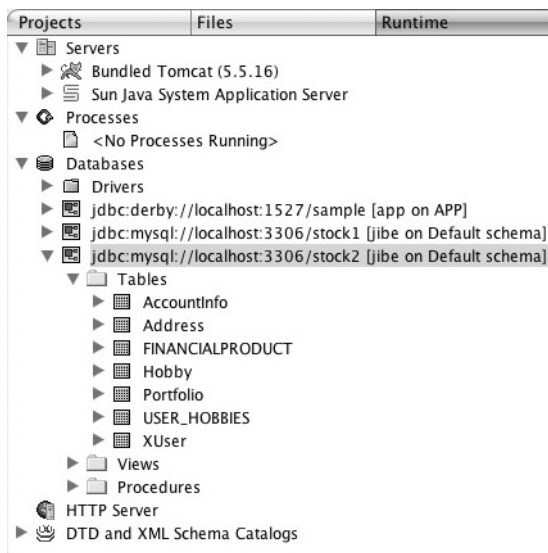 Projects Files Runtime
Servers
Bundled Tomcat (5.5.16)
Sun Java System Application Server
Processes
<No Processes Running>
Databases
Drivers
jdbc:derby://localhost:1527/sample [app on APP]
jdbc:mysql://localhost:3306/stock1 [jibe on Default schema]
jdbc:mysql://localhost:3306/stock2 [jibe on Default schema]
Tables
AccountInfo
Address
FINANCIALPRODUCT
Hobby
Portfolio
USER_HOBBIES
XUser
Views
Procedures
HTTP Server
DTD and XML Schema Catalogs